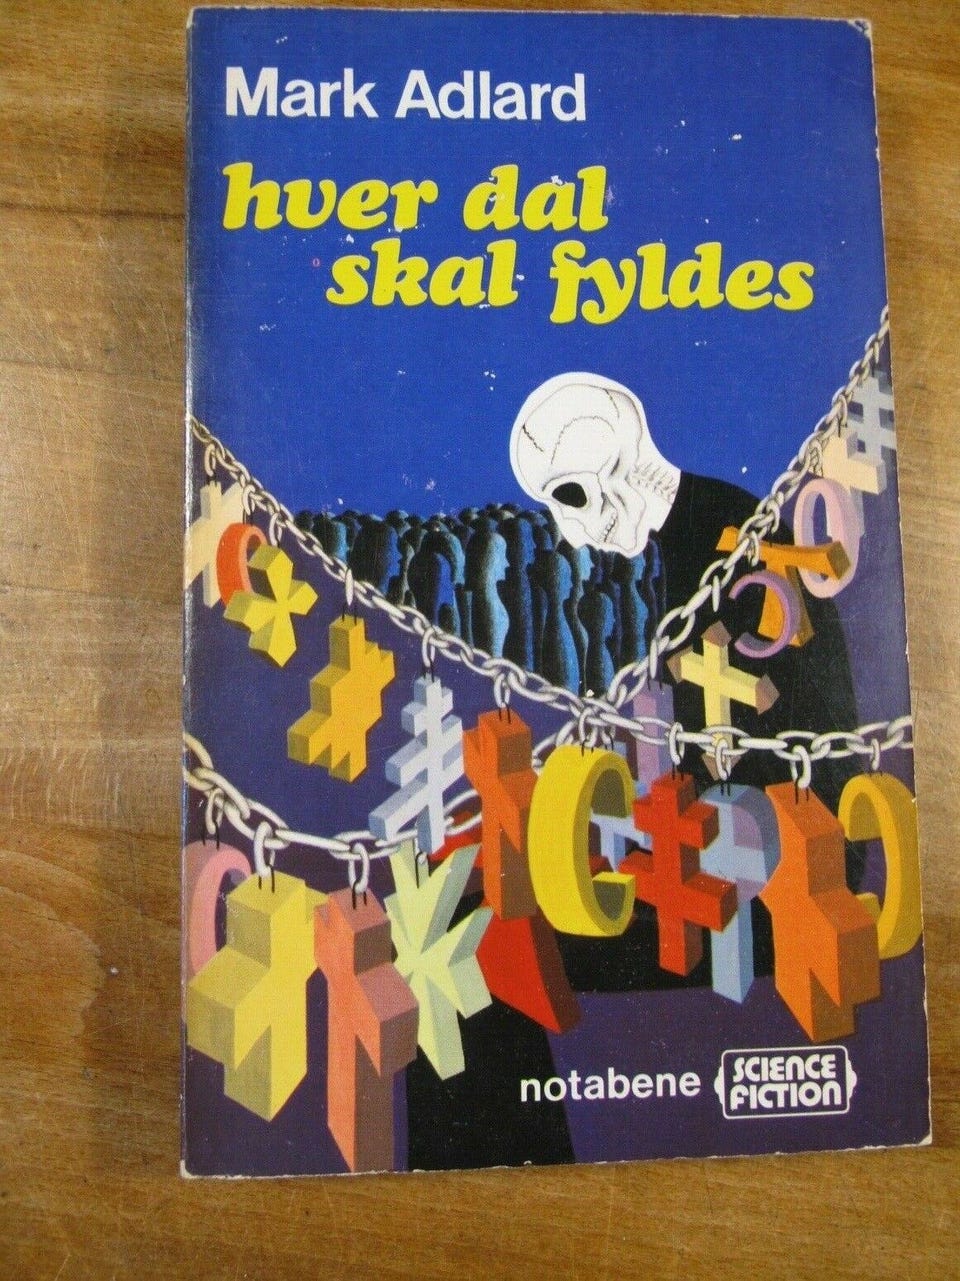 Mark Adlard
hver dal
skal fyldes
notabene
SCIENCE
FICTION